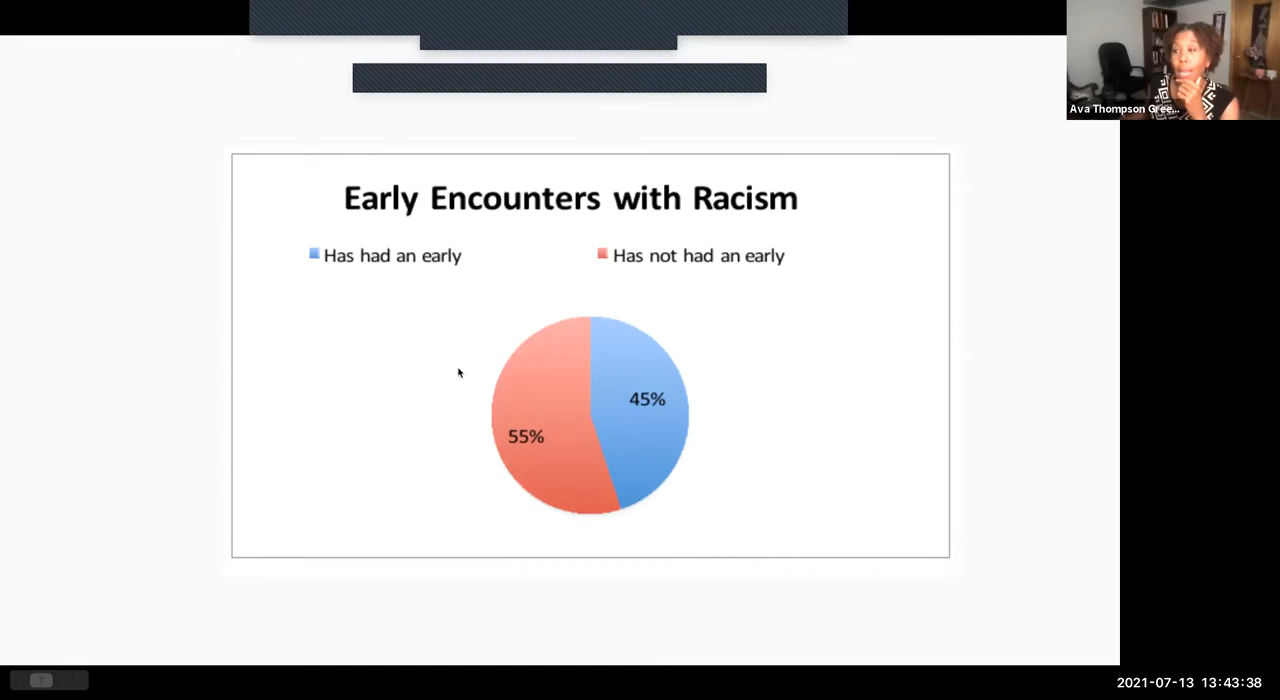 Ava Thompson Gree...
Early Encounters with Racism
Has had an early
Has not had an early
45%
55%
2021-07-13 13:43:38